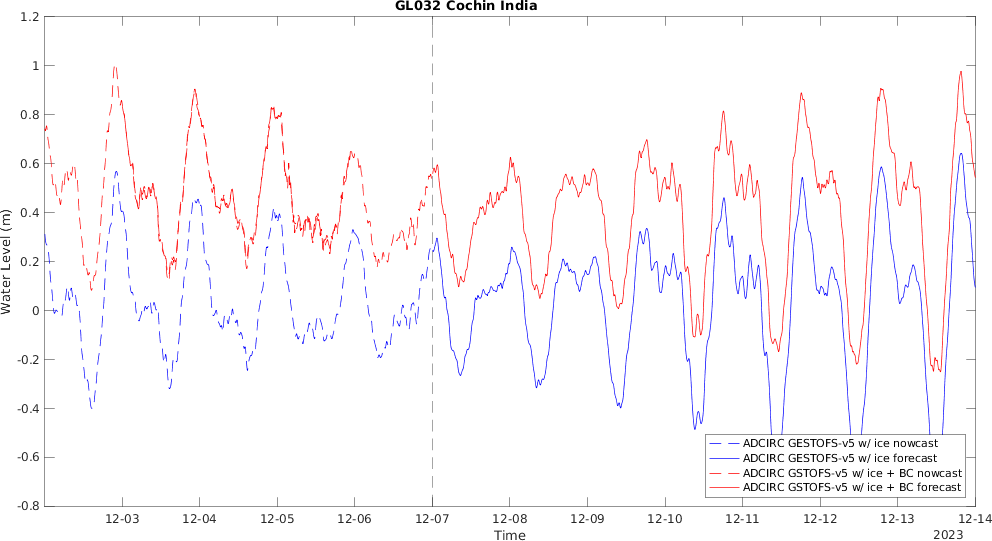 GL032 Cochin India
1.2
1
0.8
0.6
0.4
0.2
0
-0.2
-0.4
-0.6
-0.8
Water Level (m)
ADCIRC GESTOFS-v5 w/ ice nowcast
ADCIRC GESTOFS-v5 w/ ice forecast
ADCIRC GSTOFS-v5 w/ ice + BC nowcast
ADCIRC GSTOFS-v5 w/ ice + BC forecast
12-03 12-04 12-05 12-06 12-07 12-08 12-09 12-10 12-11 12-12 12-13 12-14
Time
2023